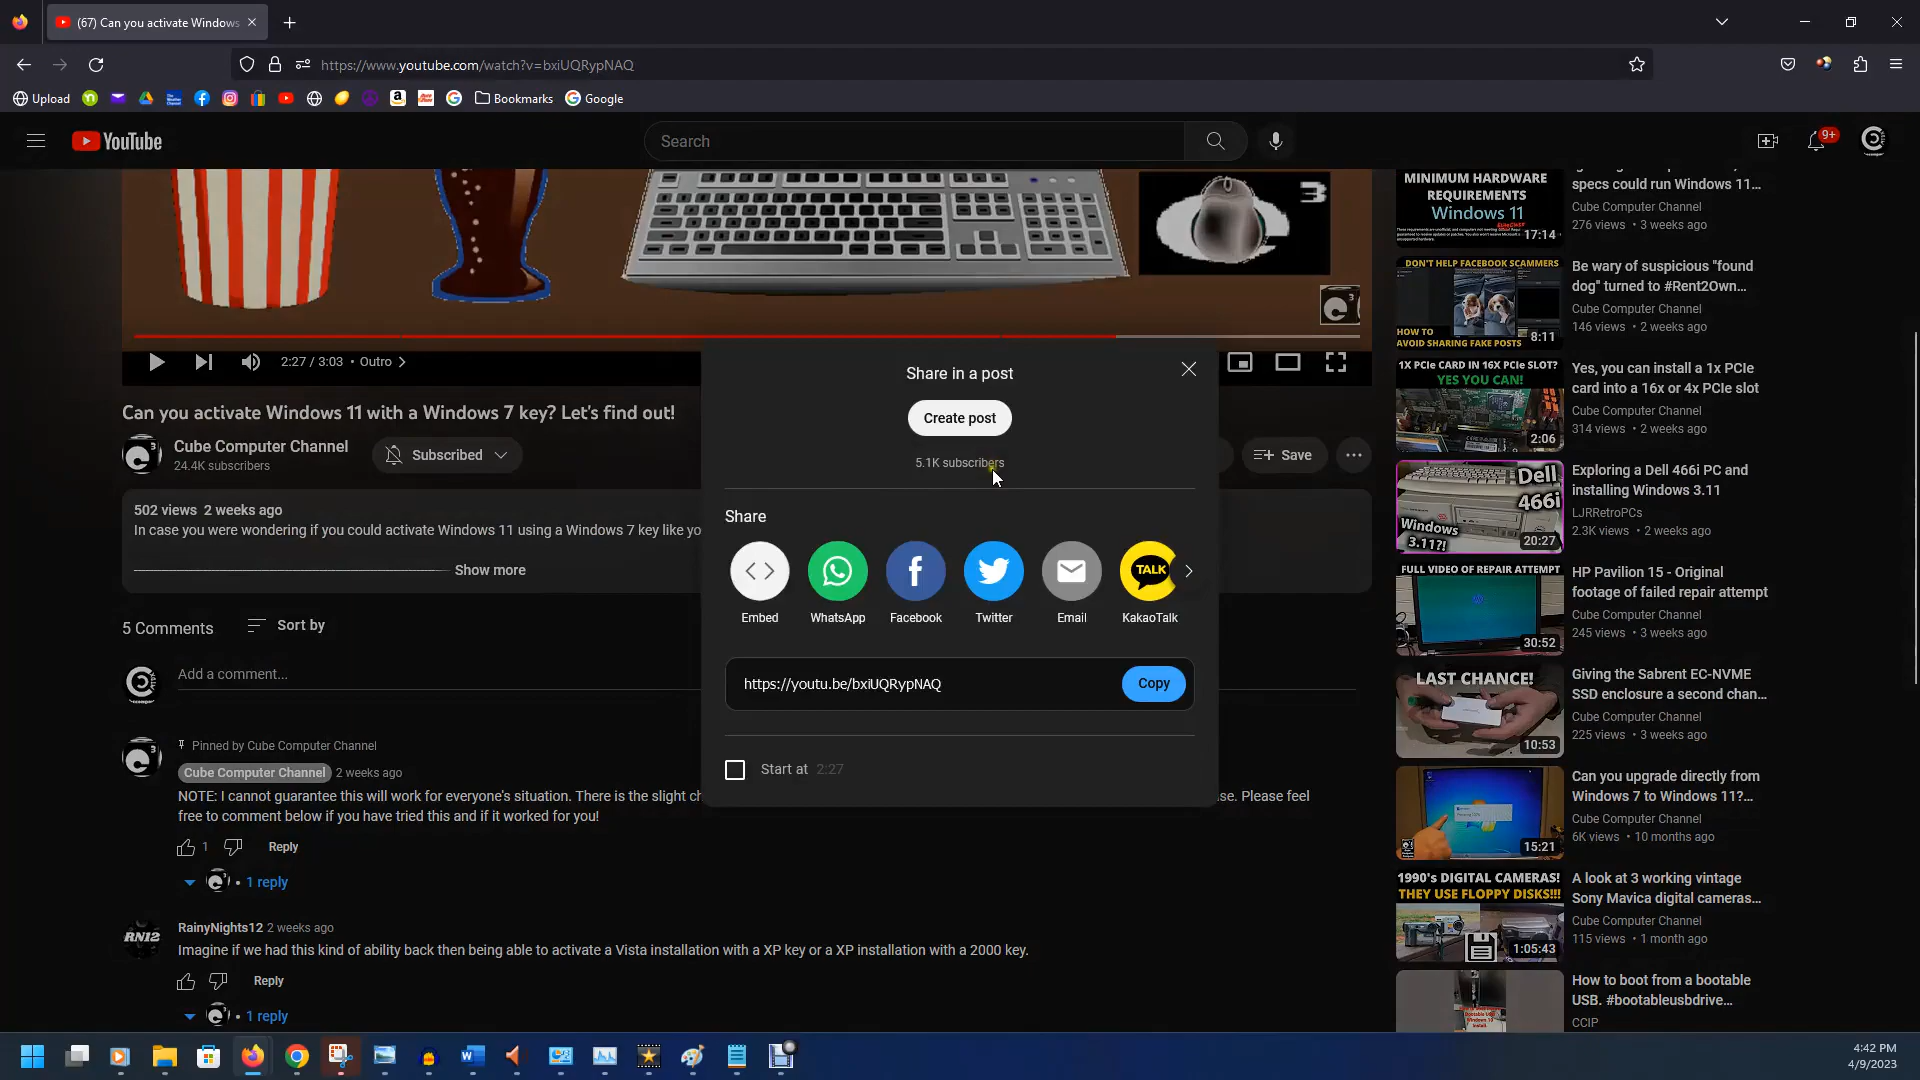 (67) Can you activate Windows
https://www.youtube.com/watch?v=bxiUQRypNAQ
Upload
Bookmarks
Google
YouTube
Search
9+
3
2:27 / 3:03 • Outro
Can you activate Windows 11 with a Windows 7 key? Let's find out!
Cube Computer Channel
24.4K subscribers
Subscribed
Save
502 views 2 weeks ago
In case you were wondering if you could activate Windows 11 using a Windows 7 key like yo
Show more
5 Comments
Sort by
Add a comment...
Pinned by Cube Computer Channel
Cube Computer Channel 2 weeks ago
NOTE: I cannot guarantee this will work for everyone's situation. There is the slight ch se. Please feel
free to comment below if you have tried this and if it worked for you!
1
Reply
1 reply
RN12
RainyNights12 2 weeks ago
Imagine if we had this kind of ability back then being able to activate a Vista installation with a XP key or a XP installation with a 2000 key.
Reply
1 reply
Share in a post
Create post
5.1K subscribers
Share
TALK
Embed
WhatsApp
Facebook
Twitter
Email
KakaoTalk
https://youtu.be/bxiUQRypNAQ
Copy
Start at 2:27
MINIMUM HARDWARE
REQUIREMENTS
Windows 11
17:14
specs could run Windows 11...
Cube Computer Channel
276 views • 3 weeks ago
DON'T HELP FACEBOOK SCAMMERS
HOW TO
AVOID SHARING FAKE POSTS
8:11
Be wary of suspicious "found
dog" turned to #Rent2Own...
Cube Computer Channel
146 views • 2 weeks ago
1X PCIe CARD IN 16X PCIe SLOT?
YES YOU CAN!
2:06
Yes, you can install a 1x PCIe
card into a 16x or 4x PCIe slot
Cube Computer Channel
314 views • 2 weeks ago
Dell
466i
Windows
3.11?!
20:27
Exploring a Dell 466i PC and
installing Windows 3.11
LJRRetroPCs
2.3K views • 2 weeks ago
FULL VIDEO OF REPAIR ATTEMPT
30:52
HP Pavilion 15 - Original
footage of failed repair attempt
Cube Computer Channel
245 views • 3 weeks ago
LAST CHANCE!
10:53
Giving the Sabrent EC-NVME
SSD enclosure a second chan...
Cube Computer Channel
225 views • 3 weeks ago
15:21
Can you upgrade directly from
Windows 7 to Windows 11?...
Cube Computer Channel
6K views • 10 months ago
1990's DIGITAL CAMERAS!
THEY USE FLOPPY DISKS!!!
1:05:43
A look at 3 working vintage
Sony Mavica digital cameras...
Cube Computer Channel
115 views • 1 month ago
How to boot from a bootable
USB. #bootableusbdrive...
CCIP
4:42 PM
4/9/2023